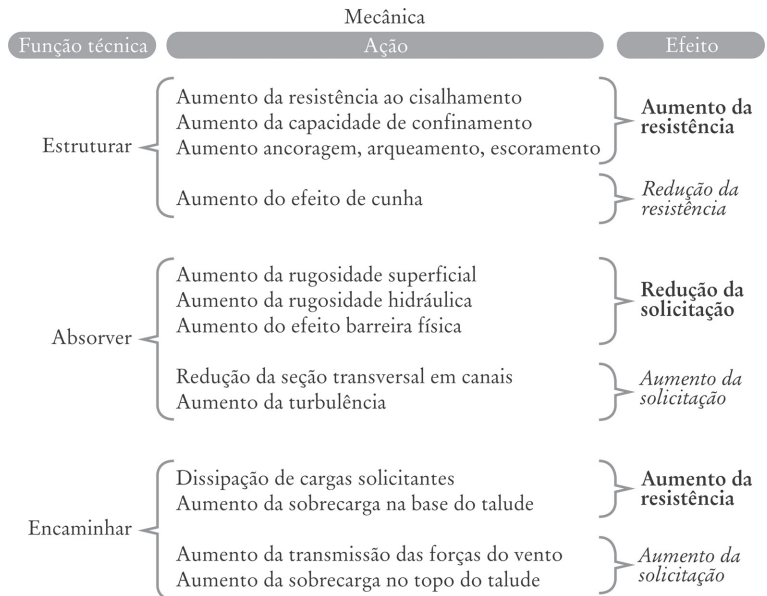 Mecânica
Função técnica Ação Efeito
Estruturar
Aumento da resistência ao cisalhamento
Aumento da capacidade de confinamento
Aumento ancoragem, arqueamento, escoramento
Aumento da
resistência
Aumento do efeito de cunha
Redução da
resistência
Absorver
Aumento da rugosidade superficial
Aumento da rugosidade hidráulica
Aumento do efeito barreira física
Redução da
solicitação
Redução da seção transversal em canais
Aumento da turbulência
Aumento da
solicitação
Encaminhar
Dissipação de cargas solicitantes
Aumento da sobrecarga na base do talude
Aumento da
resistência
Aumento da transmissão das forças do vento
Aumento da sobrecarga no topo do talude
Aumento da
solicitação